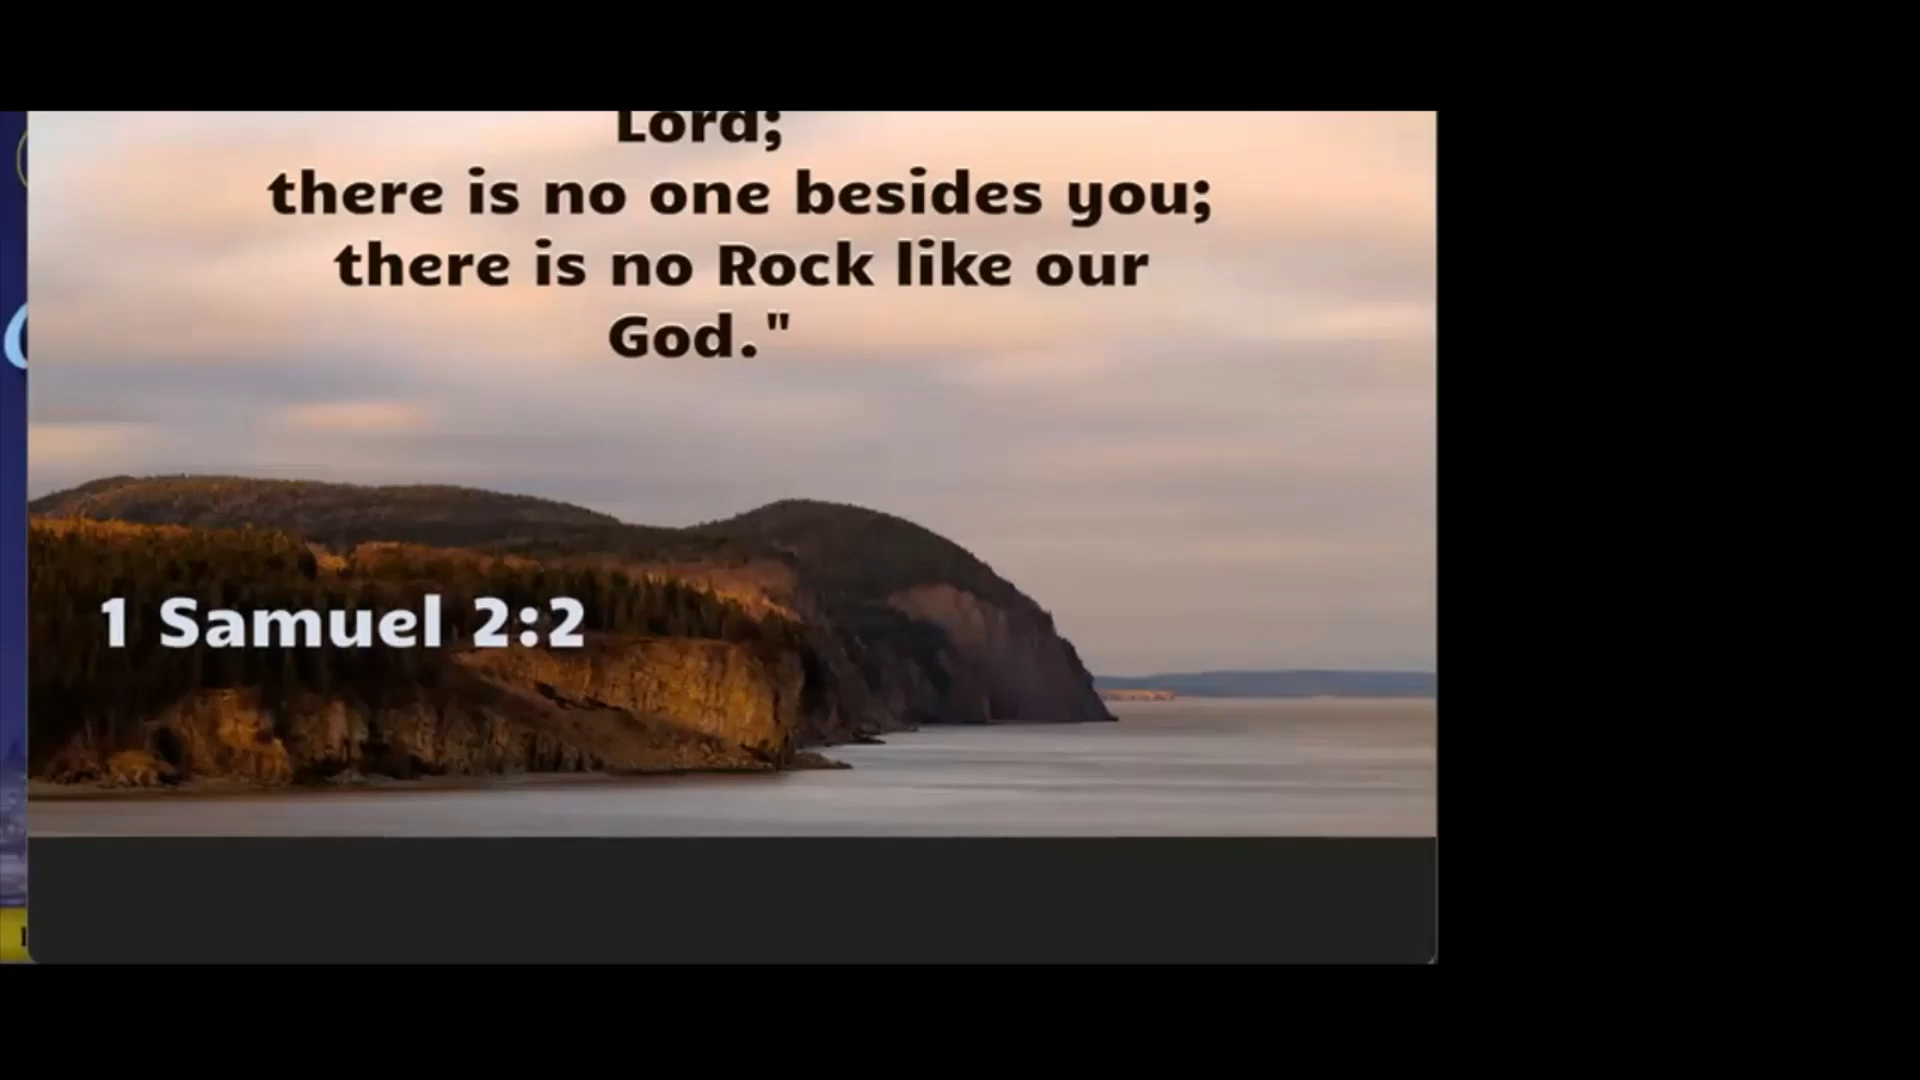 Lord;
there is no one besides you;
there is no Rock like our
God."
1 Samuel 2:2